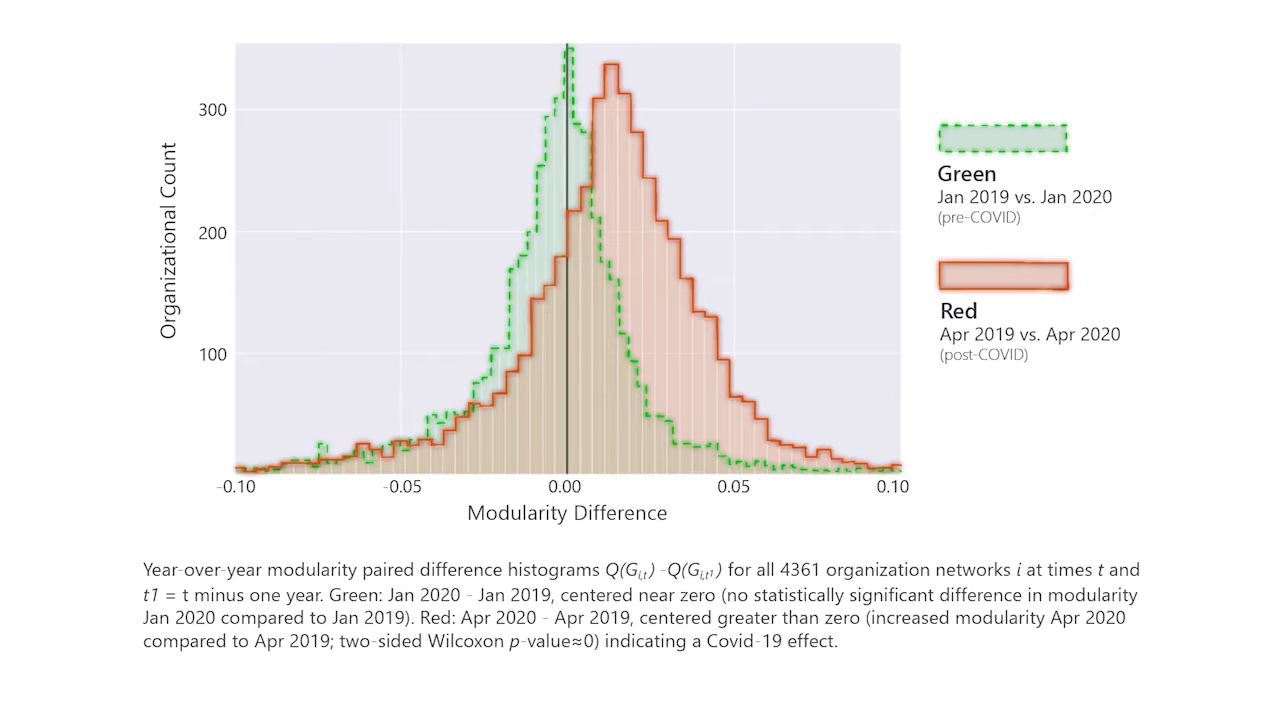 300
200
100
Organizational Count
-0.10
-0.05
0.00
0.05
0.10
Modularity Difference
Green
Jan 2019 vs. Jan 2020
(pre-COVID)
Red
Apr 2019 vs. Apr 2020
(post-COVID)
Year-over-year modularity paired difference histograms Q(Gi,t) -Q(Gi,t1) for all 4361 organization networks i at times t and
t1 = t minus one year. Green: Jan 2020 - Jan 2019, centered near zero (no statistically significant difference in modularity
Jan 2020 compared to Jan 2019). Red: Apr 2020 - Apr 2019, centered greater than zero (increased modularity Apr 2020
compared to Apr 2019; two-sided Wilcoxon p-value≈0) indicating a Covid-19 effect.